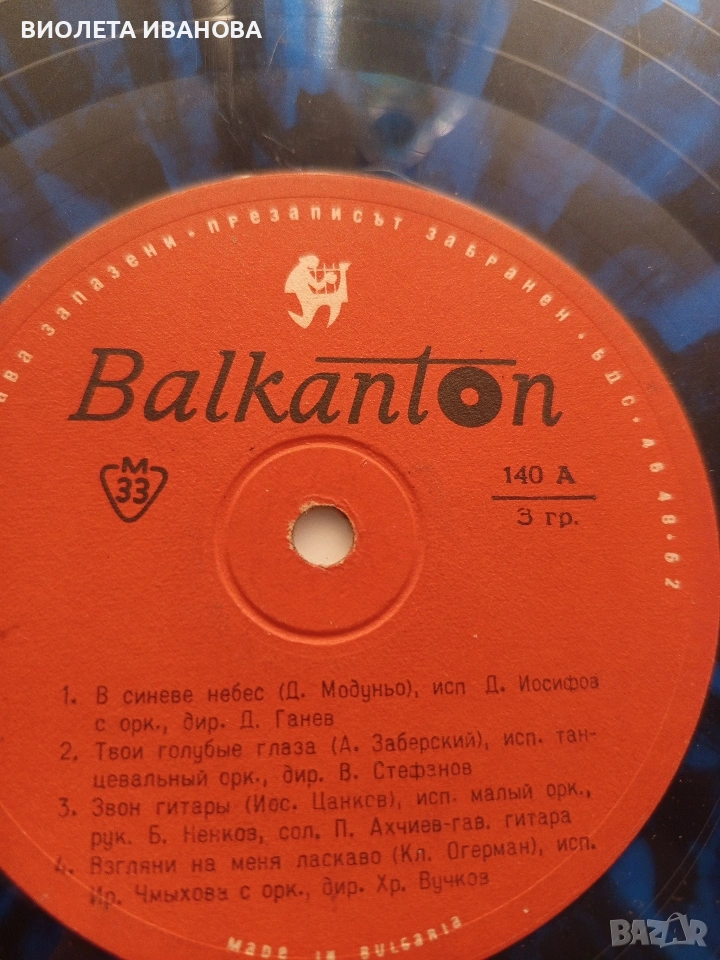 ВИОЛЕТА ИВАНОВА
ЗАПАЗЕНИ · ПРЕЗАПИСЪТ ЗАБРАНЕН · БДС · 4648 · 62
Balkanton
М
33
140 А
3 гр.
1. В синеве небес (Д. Модуньо), исп Д. Иосифов
с орк., дир. Д. Ганев
2. Твои голубые глаза (А. Заберский), исп. тан-
цевальный орк., дир. В. Стефанов
3. Звон гитары (Иос. Цанков), исп. малый орк.,
рук. Б. Ненков, сол. П. Ахчиев-гав. гитара
4. Взгляни на меня ласкаво (Кл. Огерман), исп.
Ир. Чмыхова с орк., дир. Хр. Вучков
MADE IN BULGARIA
BAZAR